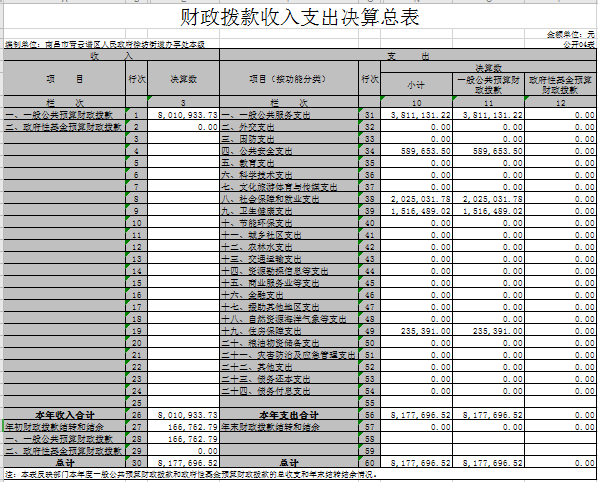 财政拨款收入支出决算总表
金额单位：元
编制单位：南昌市青云谱区人民政府徐坊街道办事处本级 公开04表
收 入 支 出
项 目 行次 决算数 项目（按功能分类） 行次 决算数
小计 一般公共预算财政拨款 政府性基金预算财政拨款
栏 次 3 栏 次 10 11 12
一、一般公共预算财政拨款 1 8,010,933.73 一、一般公共服务支出 31 3,811,131.22 3,811,131.22 0.00
二、政府性基金预算财政拨款 2 0.00 二、外交支出 32 0.00 0.00 0.00
3 三、国防支出 33 0.00 0.00 0.00
4 四、公共安全支出 34 589,653.50 589,653.50 0.00
5 五、教育支出 35 0.00 0.00 0.00
6 六、科学技术支出 36 0.00 0.00 0.00
7 七、文化旅游体育与传媒支出 37 0.00 0.00 0.00
8 八、社会保障和就业支出 38 2,025,031.78 2,025,031.78 0.00
9 九、卫生健康支出 39 1,516,489.02 1,516,489.02 0.00
10 十、节能环保支出 40 0.00 0.00 0.00
11 十一、城乡社区支出 41 0.00 0.00 0.00
12 十二、农林水支出 42 0.00 0.00 0.00
13 十三、交通运输支出 43 0.00 0.00 0.00
14 十四、资源勘探信息等支出 44 0.00 0.00 0.00
15 十五、商业服务业等支出 45 0.00 0.00 0.00
16 十六、金融支出 46 0.00 0.00 0.00
17 十七、援助其他地区支出 47 0.00 0.00 0.00
18 十八、自然资源海洋气象等支出 48 0.00 0.00 0.00
19 十九、住房保障支出 49 235,391.00 235,391.00 0.00
20 二十、粮油物资储备支出 50 0.00 0.00 0.00
21 二十一、灾害防治及应急管理支出 51 0.00 0.00 0.00
22 二十二、其他支出 52 0.00 0.00 0.00
23 二十三、债务还本支出 53 0.00 0.00 0.00
24 二十四、债务付息支出 54 0.00 0.00 0.00
25 55
本年收入合计 26 8,010,933.73 本年支出合计 56 8,177,696.52 8,177,696.52 0.00
年初财政拨款结转和结余 27 166,762.79 年末财政拨款结转和结余 57 0.00 0.00 0.00
一、一般公共预算财政拨款 28 166,762.79 58
二、政府性基金预算财政拨款 29 0.00 59
总计 30 8,177,696.52 总计 60 8,177,696.52 8,177,696.52 0.00
注：本表反映部门本年度一般公共预算财政拨款和政府性基金预算财政拨款的总收支和年末结转结余情况。